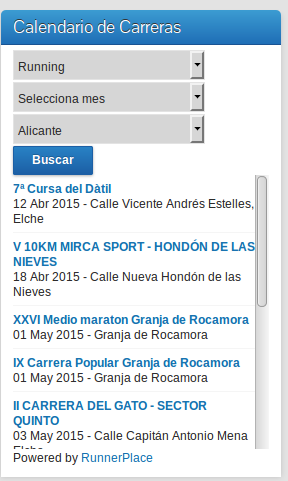 Calendario de Carreras
Running
Selecciona mes
Alicante
Buscar
7ª Cursa del Dàtil
12 Abr 2015 - Calle Vicente Andrés Estelles,
Elche
V 10KM MIRCA SPORT - HONDÓN DE LAS
NIEVES
18 Abr 2015 - Calle Nueva Hondón de las
Nieves
XXVI Medio maraton Granja de Rocamora
01 May 2015 - Granja de Rocamora
IX Carrera Popular Granja de Rocamora
01 May 2015 - Granja de Rocamora
II CARRERA DEL GATO - SECTOR
QUINTO
03 May 2015 - Calle Capitán Antonio Mena
Elche
Powered by RunnerPlace